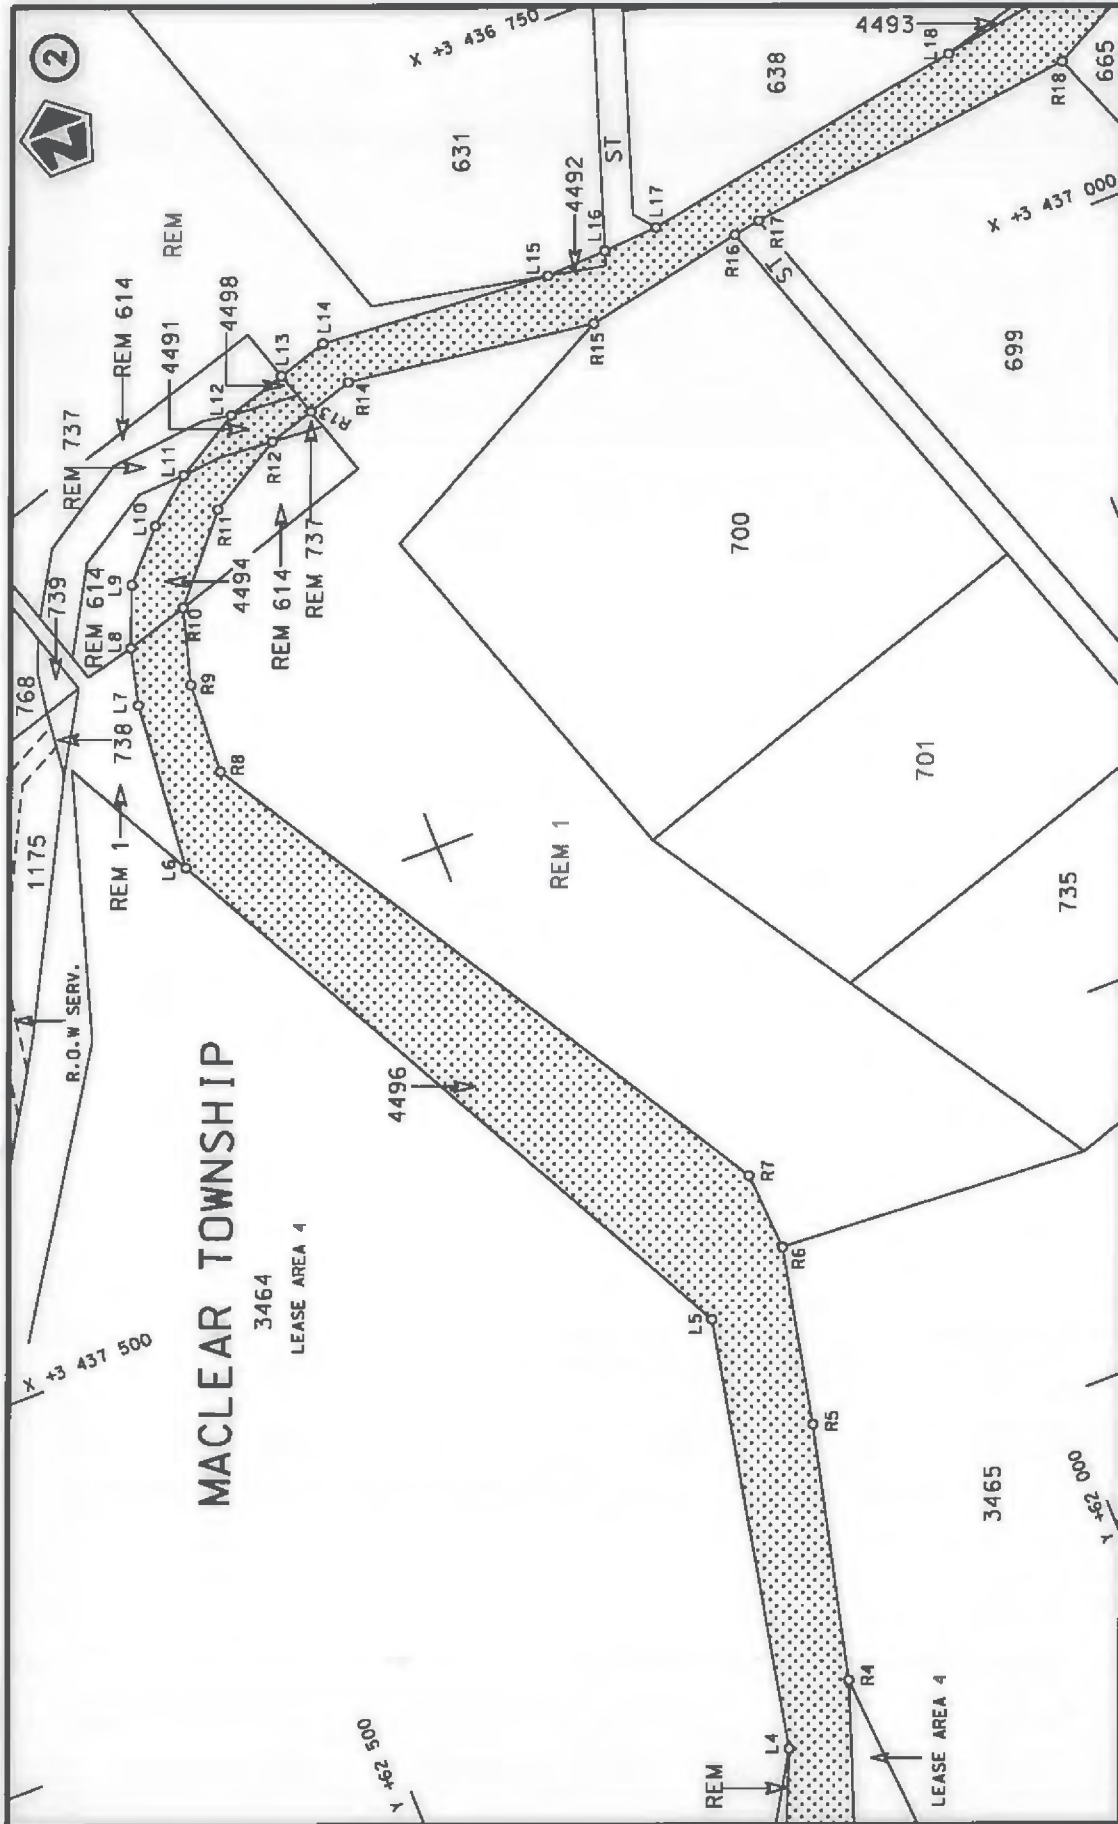 2
N
X +3 436 750
4493
L18
638
R18
665
631
ST
4492
L17
L16
X +3 437 000
R17
R16
ST
REM
L15
REM 614
4491
4498
L13
L14
R15
699
R14
L12
R13
REM 737
L11
R12
L10
R11
700
739
REM 614
L9
4494
REM 614
REM 737
R10
L8
768
L7
R9
738
R8
701
REM 1
L6
1175
REM 1
735
R.O.W SERV.
4496
MACLEAR TOWNSHIP
R7
3464
LEASE AREA 4
R6
L5
X +3 437 500
R5
3465
Y +62 000
R4
L4
Y +62 500
REM
LEASE AREA 4